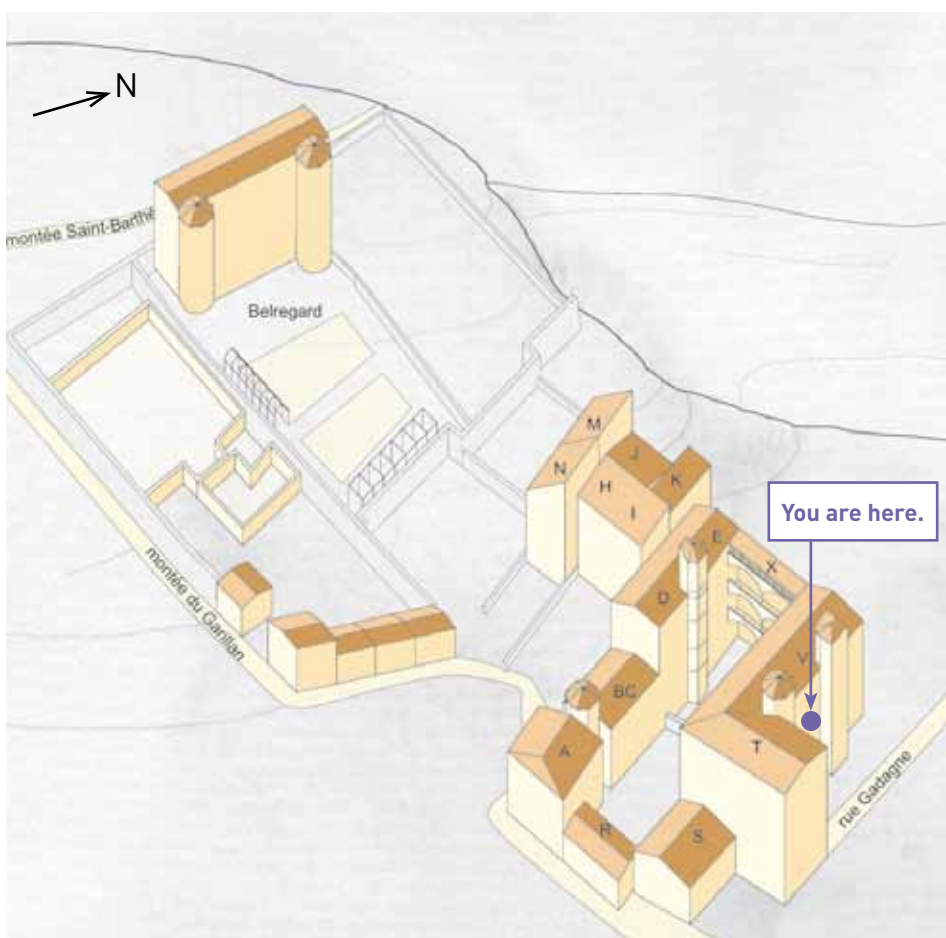 N
montée Saint-Barthé
Belregard
M
J
N
H
K
I
You are here.
E
X
D
V
montée du Garillan
BC
A
T
rue Gadagne
R
S